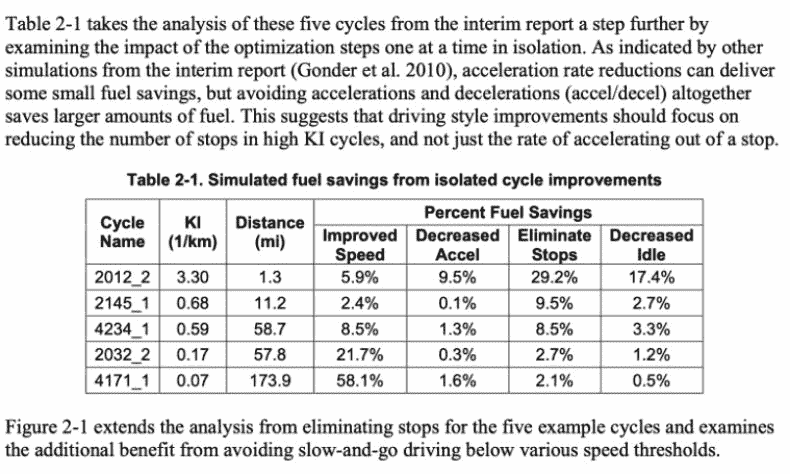 Table 2-1 takes the analysis of these five cycles from the interim report a step further by
examining the impact of the optimization steps one at a time in isolation. As indicated by other
simulations from the interim report (Gonder et al. 2010), acceleration rate reductions can deliver
some small fuel savings, but avoiding accelerations and decelerations (accel/decel) altogether
saves larger amounts of fuel. This suggests that driving style improvements should focus on
reducing the number of stops in high KI cycles, and not just the rate of accelerating out of a stop.
Table 2-1. Simulated fuel savings from isolated cycle improvements
Cycle Name KI (1/km) Distance (mi) Percent Fuel Savings
Improved Speed Decreased Accel Eliminate Stops Decreased Idle
2012_2 3.30 1.3 5.9% 9.5% 29.2% 17.4%
2145_1 0.68 11.2 2.4% 0.1% 9.5% 2.7%
4234_1 0.59 58.7 8.5% 1.3% 8.5% 3.3%
2032_2 0.17 57.8 21.7% 0.3% 2.7% 1.2%
4171_1 0.07 173.9 58.1% 1.6% 2.1% 0.5%
Figure 2-1 extends the analysis from eliminating stops for the five example cycles and examines
the additional benefit from avoiding slow-and-go driving below various speed thresholds.